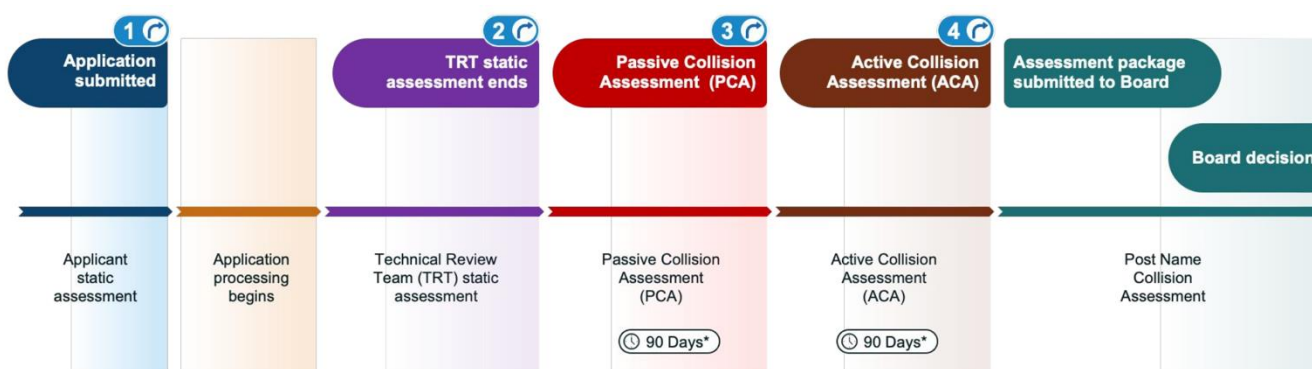 1
Application
submitted
2
TRT static
assessment ends
3
Passive Collision
Assessment (PCA)
4
Active Collision
Assessment (ACA)
Assessment package
submitted to Board
Board decision
Applicant
static
assessment
Application
processing
begins
Technical Review
Team (TRT) static
assessment
Passive Collision
Assessment
(PCA)
90 Days*
Active Collision
Assessment
(ACA)
90 Days*
Post Name
Collision
Assessment